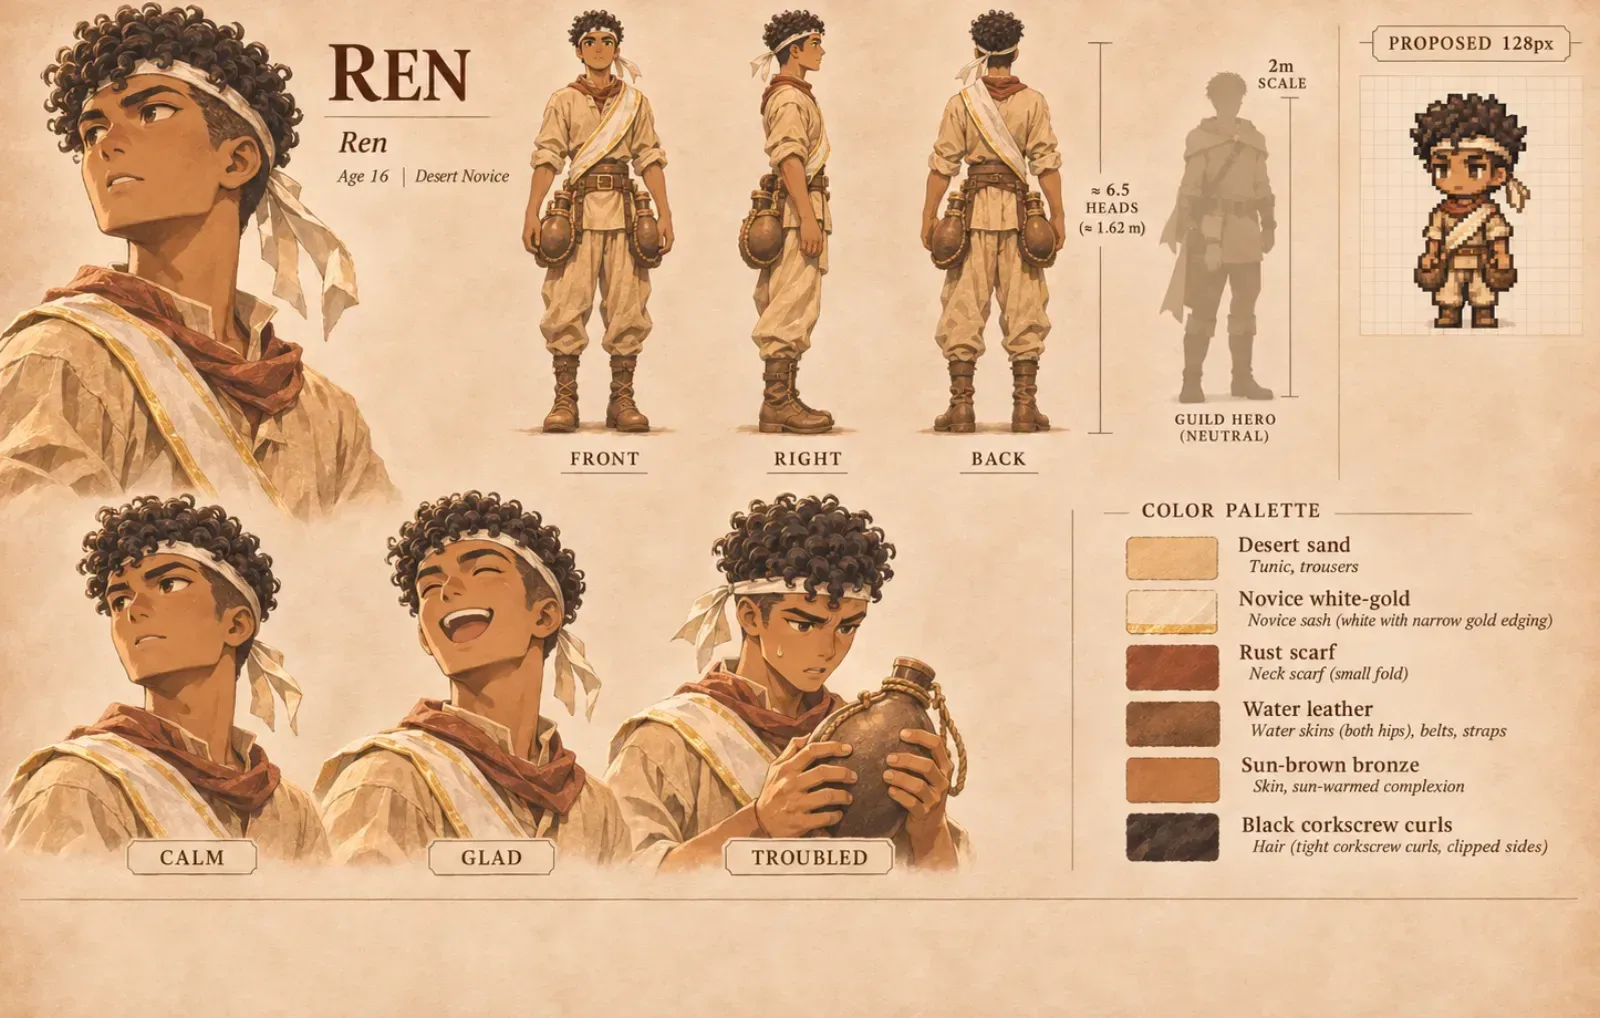 REN
Ren
Age 16 | Desert Novice
FRONT
RIGHT
BACK
≈ 6.5
HEADS
(≈ 1.62 m)
2m
SCALE
GUILD HERO
(NEUTRAL)
PROPOSED 128px
CALM
GLAD
TROUBLED
COLOR PALETTE
Desert sand
Tunic, trousers
Novice white-gold
Novice sash (white with narrow gold edging)
Rust scarf
Neck scarf (small fold)
Water leather
Water skins (both hips), belts, straps
Sun-brown bronze
Skin, sun-warmed complexion
Black corkscrew curls
Hair (tight corkscrew curls, clipped sides)